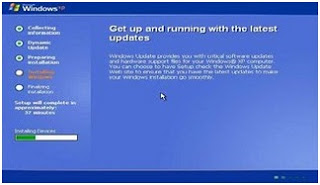 Windows xp
Collecting
information
Dynamic
Update
Preparing
installation
Installing
Windows
Finalizing
installation
Setup will complete in
approximately:
37 minutes
Installing Devices
Get up and running with the latest
updates
Windows Update provides you with critical software updates
and hardware support files for your Windows® XP computer.
You can choose to have Setup check the Windows Update
Web site to ensure that you have the latest updates to make
your Windows installation go smoothly.